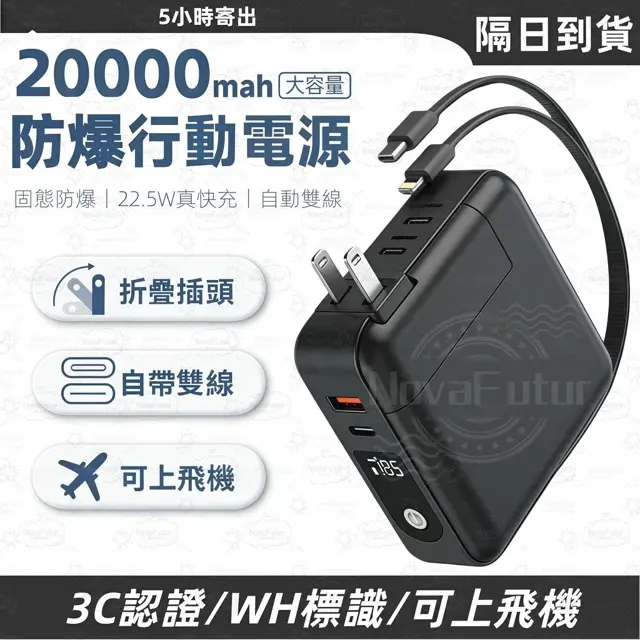 5小時寄出
隔日到貨
20000mah 大容量
防爆行動電源
固態防爆｜22.5W真快充｜自動雙線
折疊插頭
自帶雙線
可上飛機
185
NovaFutur
3C認證/WH標識/可上飛機